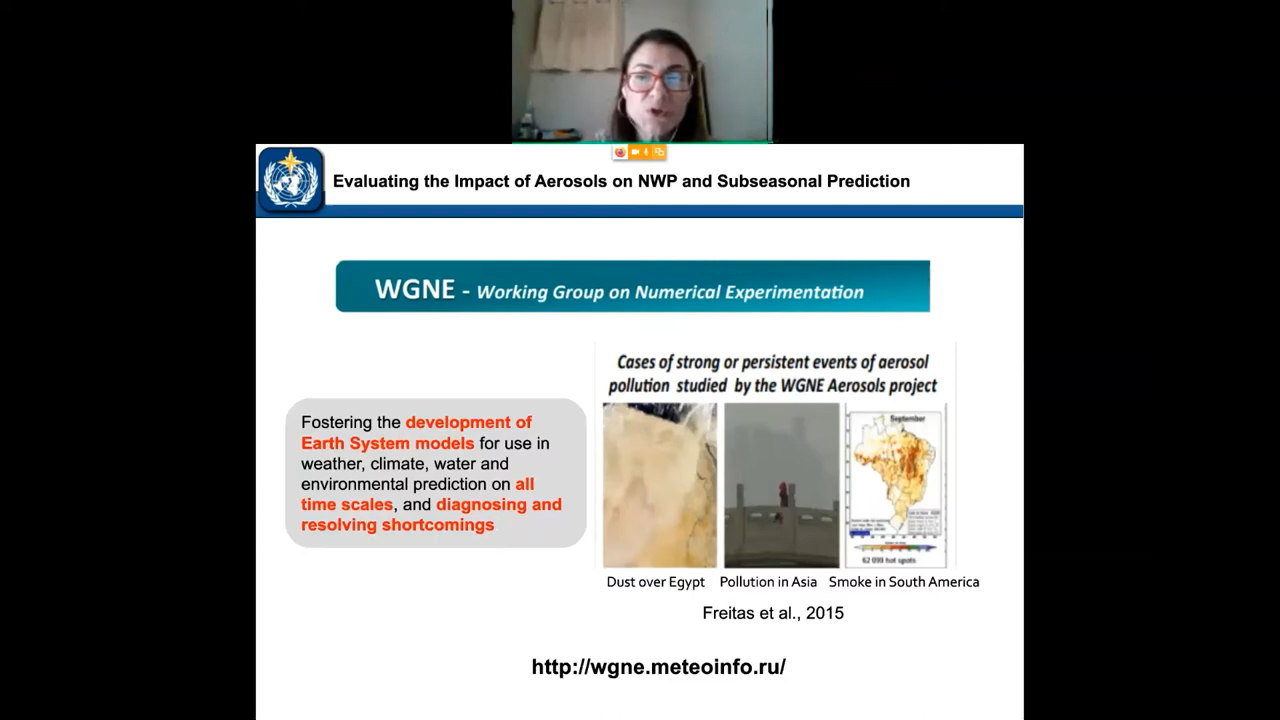 Evaluating the Impact of Aerosols on NWP and Subseasonal Prediction
WGNE - Working Group on Numerical Experimentation
Cases of strong or persistent events of aerosol
pollution studied by the WGNE Aerosols project
Fostering the development of
Earth System models for use in
weather, climate, water and
environmental prediction on all
time scales, and diagnosing and
resolving shortcomings
September
62 099 hot spots
Dust over Egypt Pollution in Asia Smoke in South America
Freitas et al., 2015
http://wgne.meteoinfo.ru/